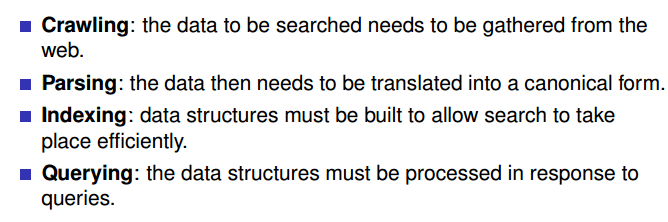 Crawling: the data to be searched needs to be gathered from the
web.
Parsing: the data then needs to be translated into a canonical form.
Indexing: data structures must be built to allow search to take
place efficiently.
Querying: the data structures must be processed in response to
queries.